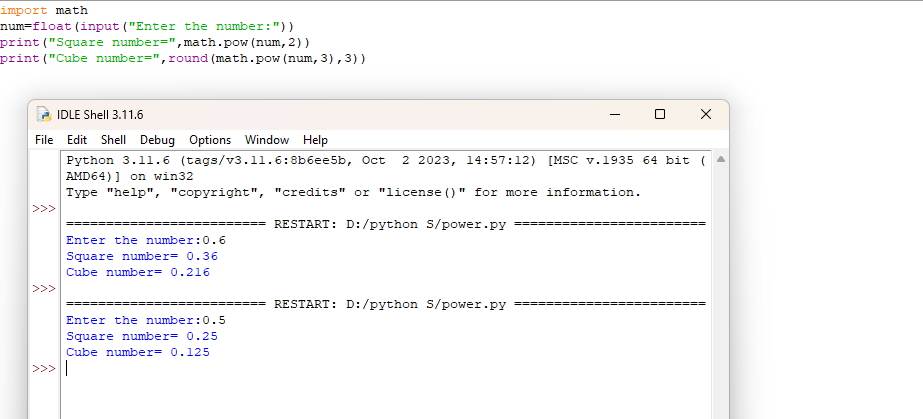 import math
num=float(input("Enter the number:"))
print("Square number=",math.pow(num,2))
print("Cube number=",round(math.pow(num,3),3))
IDLE Shell 3.11.6
File Edit Shell Debug Options Window Help
Python 3.11.6 (tags/v3.11.6:8b6ee5b, Oct  2 2023, 14:57:12) [MSC v.1935 64 bit (
AMD64)] on win32
Type "help", "copyright", "credits" or "license()" for more information.
>>>
========================= RESTART: D:/python S/power.py ========================
Enter the number:0.6
Square number= 0.36
Cube number= 0.216
>>>
========================= RESTART: D:/python S/power.py ========================
Enter the number:0.5
Square number= 0.25
Cube number= 0.125
>>>